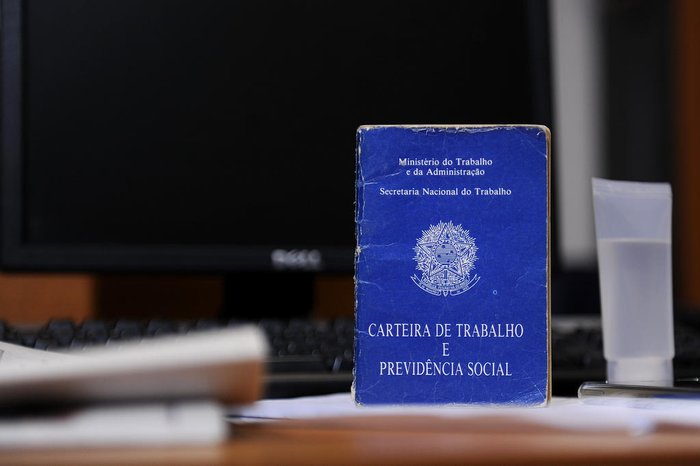 DELL
Ministério do Trabalho
e da Administração
Secretaria Nacional do Trabalho
CARTEIRA DE TRABALHO
E
PREVIDÊNCIA SOCIAL